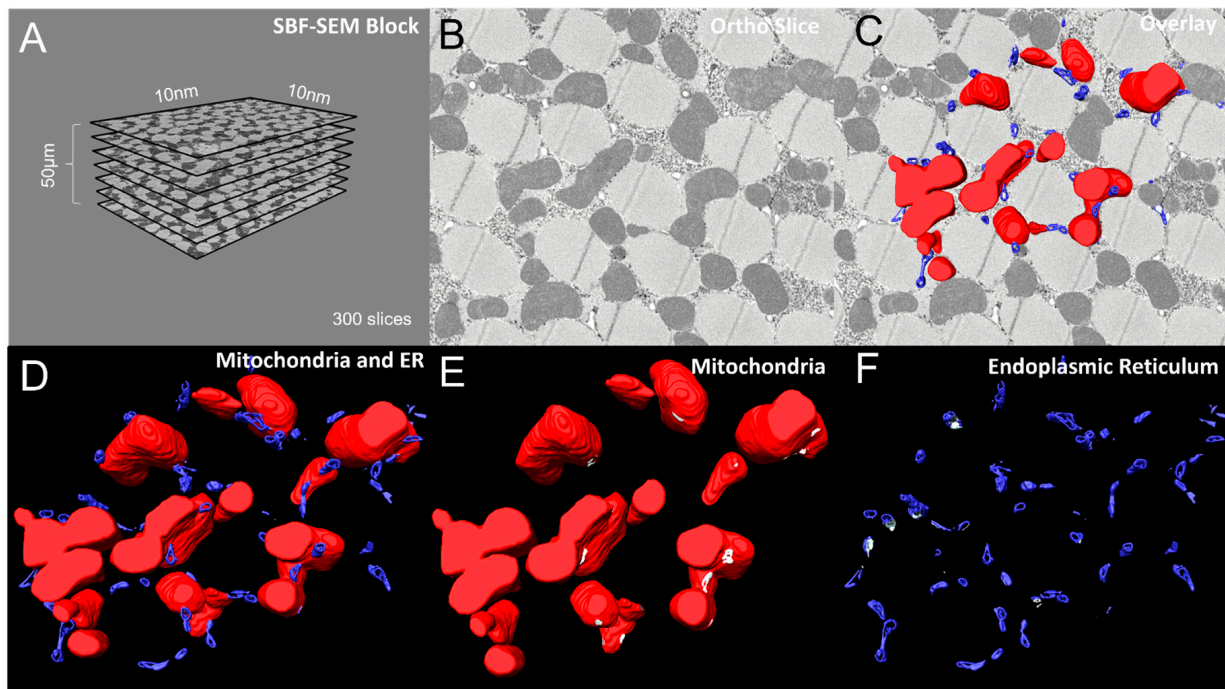 A
SBF-SEM Block
10nm
10nm
50μm
300 slices
B
Ortho Slice
C
Overlay
D
Mitochondria and ER
E
Mitochondria
F
Endoplasmic Reticulum